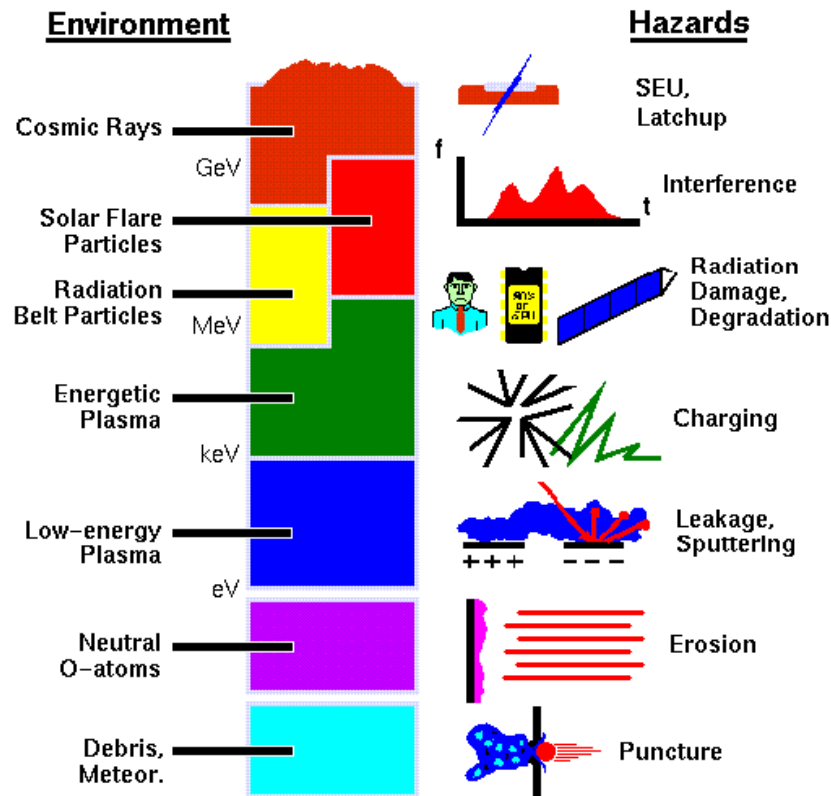 Environment
Hazards
Cosmic Rays
GeV
SEU,
Latchup
f
t
Interference
Solar Flare
Particles
Radiation
Belt Particles
MeV
Radiation
Damage,
Degradation
Energetic
Plasma
keV
Charging
Low-energy
Plasma
eV
Leakage,
Sputtering
+ + +
- - -
Neutral
O-atoms
Erosion
Debris,
Meteor.
Puncture